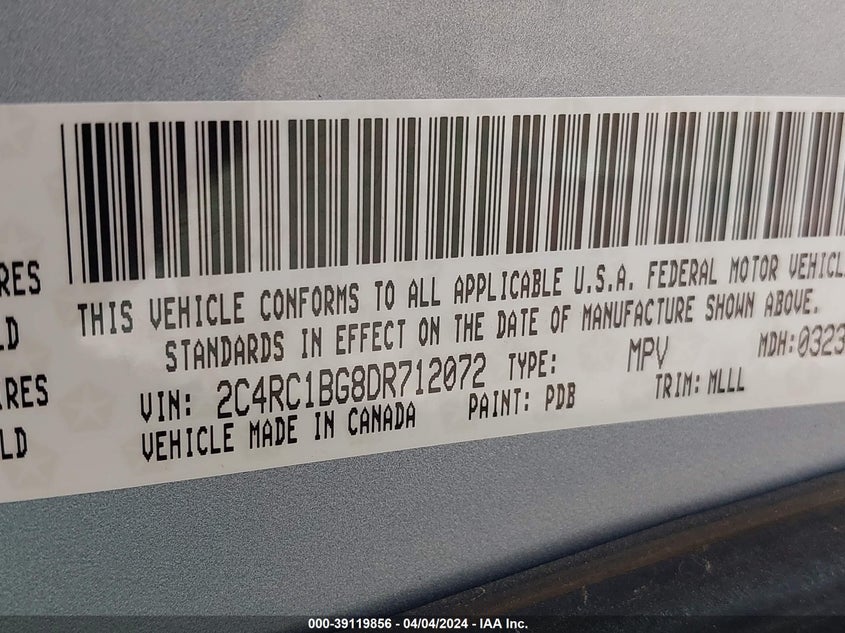 RES
LD
RES
LD
THIS VEHICLE CONFORMS TO ALL APPLICABLE U.S.A. FEDERAL MOTOR VEHICL
STANDARDS IN EFFECT ON THE DATE OF MANUFACTURE SHOWN ABOVE.
VIN: 2C4RC1BG8DR712072 TYPE: MPV MDH:0323
VEHICLE MADE IN CANADA PAINT: PDB TRIM: MLLL
000-39119856 - 04/04/2024 - IAA Inc.